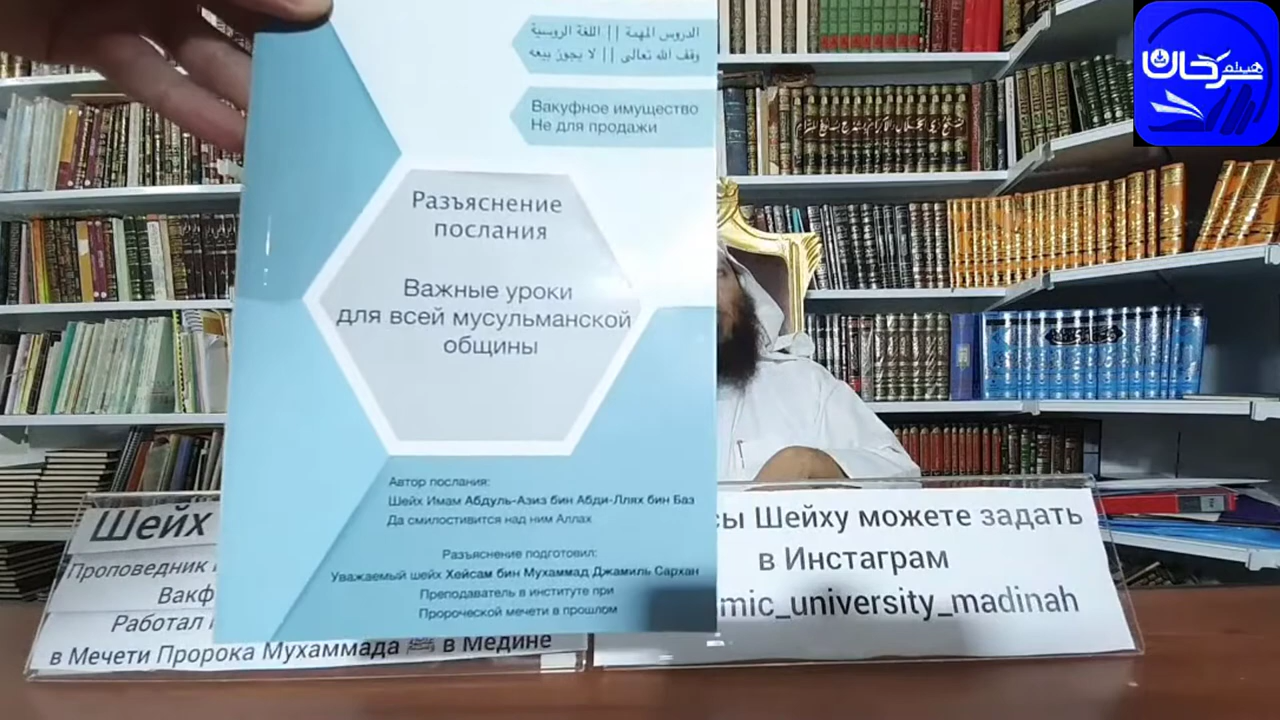 الدروس المهمة || اللغة الروسية
وقف لله تعالى || لا يجوز بيعه
Вакуфное имущество
Не для продажи
Разъяснение
послания
Важные уроки
для всей мусульманской
общины
Автор послания:
Шейх Имам Абдуль-Азиз бин Абди-Ллях бин Баз
Да смилостивится над ним Аллах
Разъяснение подготовил:
Уважаемый шейх Хейсам бин Мухаммад Джамиль Сархан
Преподаватель в институте при
Пророческой мечети в прошлом
هيثم سرحان
Шейх
Проповедник
Вакф
Работал
в Мечети Пророка Мухаммада ﷺ в Медине
сы Шейху можете задать
в Инстаграм
mic_university_madinah